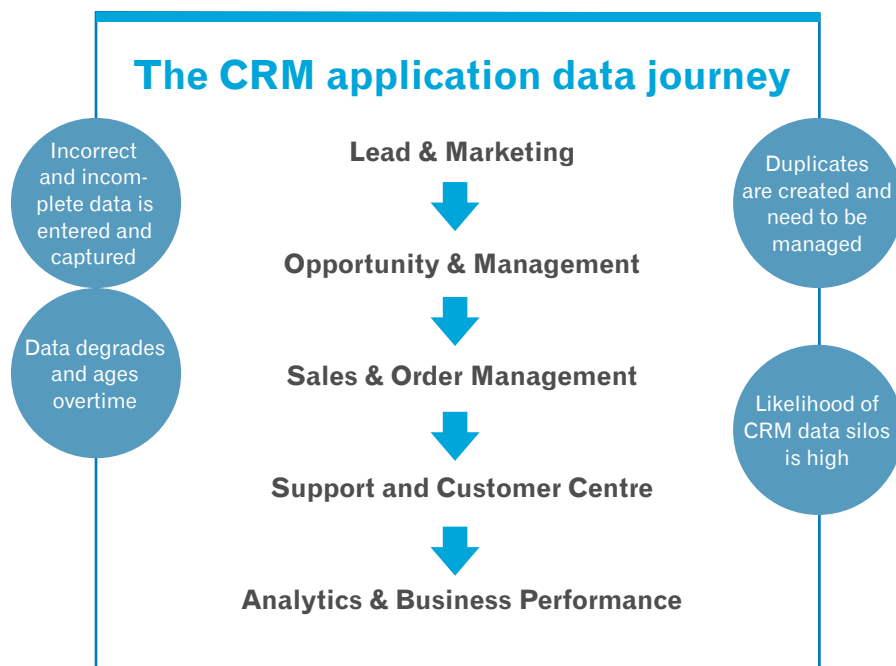 The CRM application data journey
Incorrect
and incom-
plete data is
entered and
captured
Data degrades
and ages
overtime
Lead & Marketing
Opportunity & Management
Sales & Order Management
Support and Customer Centre
Analytics & Business Performance
Duplicates
are created and
need to be
managed
Likelihood of
CRM data silos
is high